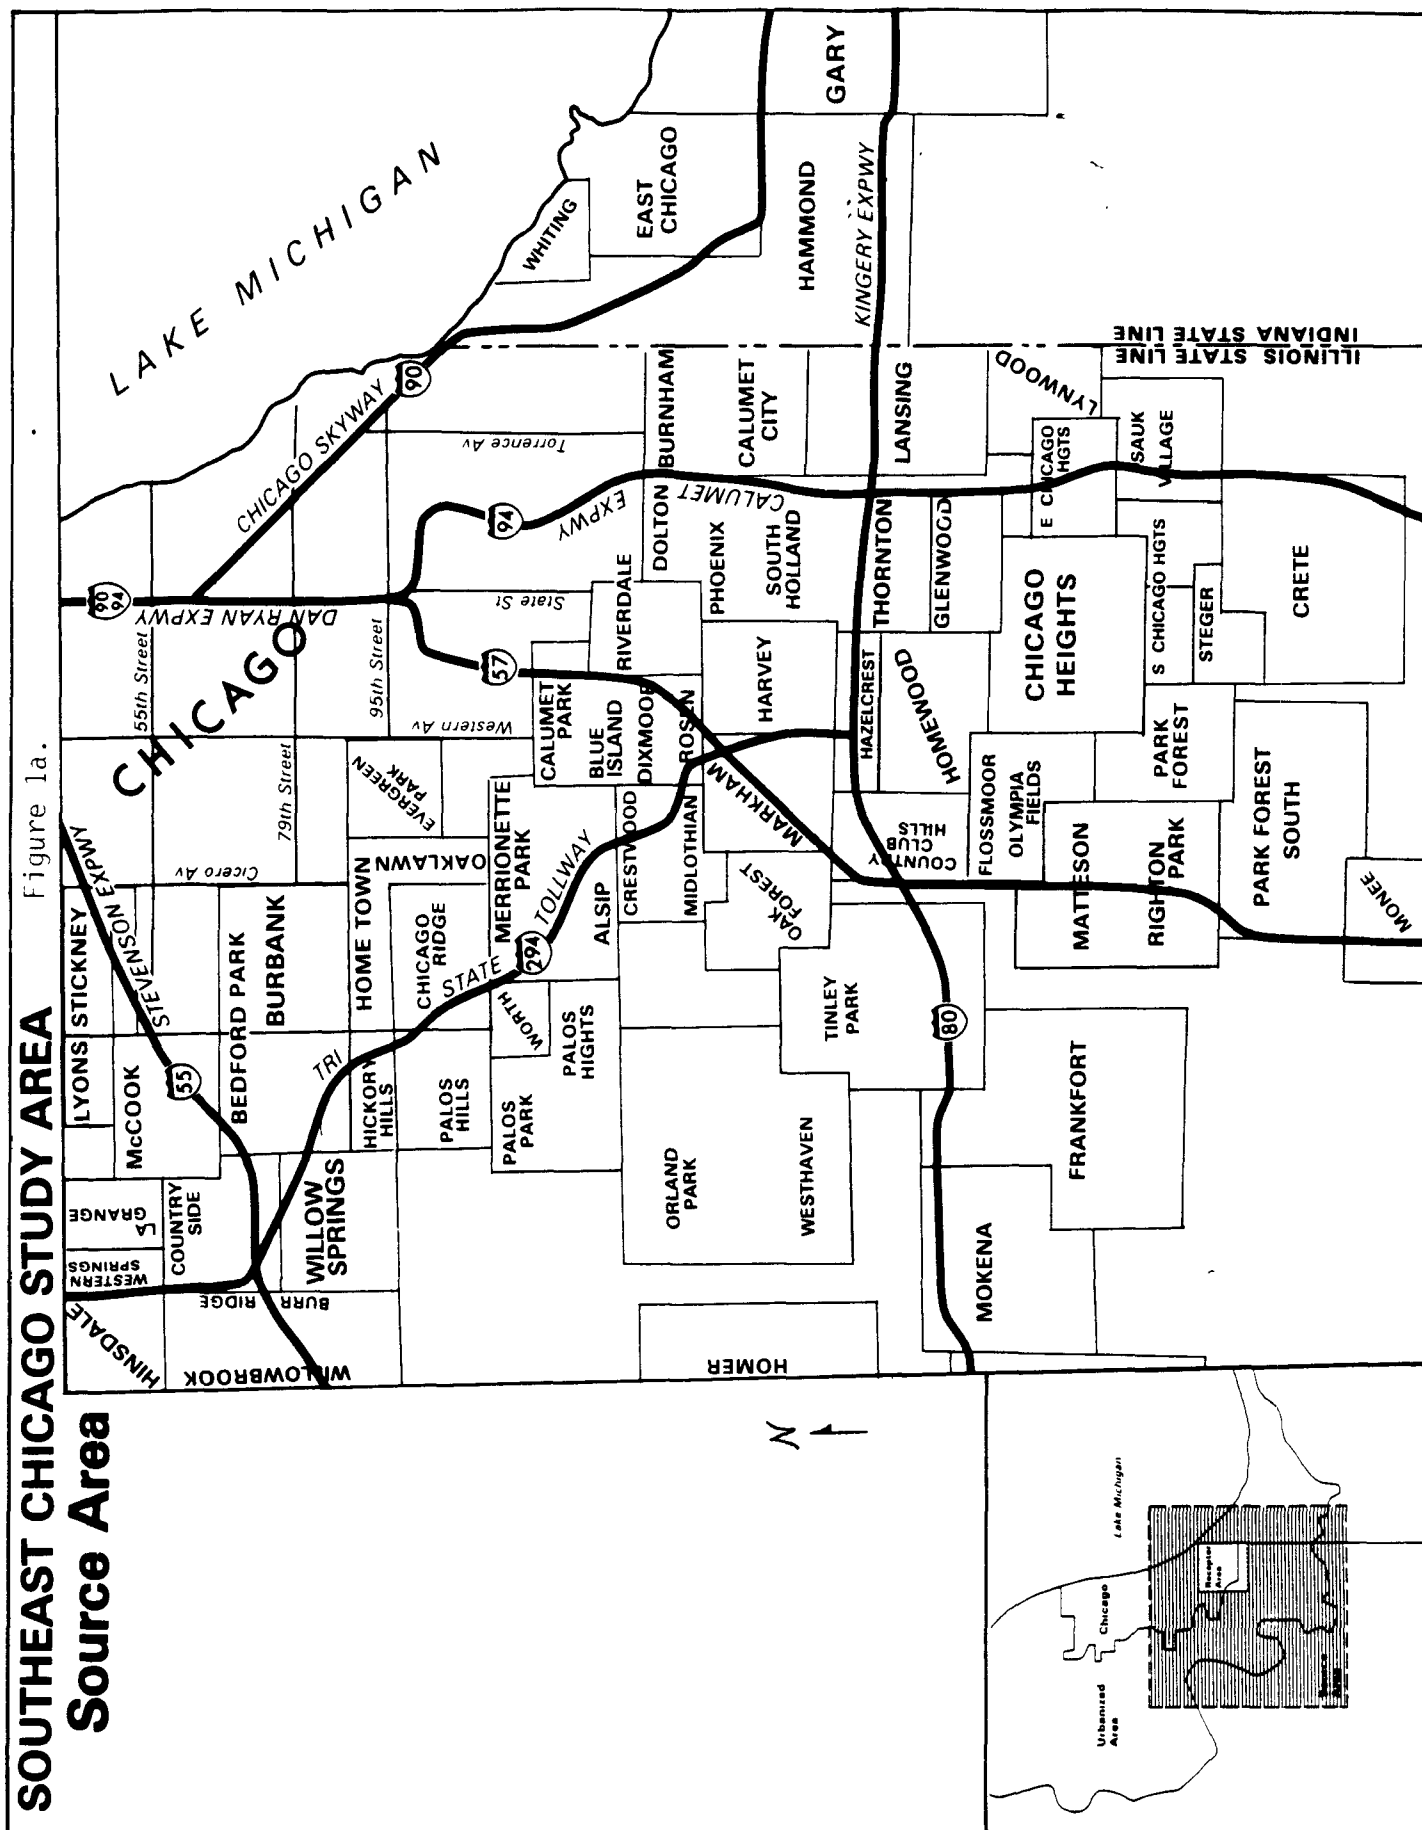 SOUTHEAST CHICAGO STUDY AREA
Source Area
Figure 1a.
LAKE MICHIGAN
CHICAGO
HINSDALE
WESTERN
SPRINGS
LA
GRANGE
LYONS
STICKNEY
McCOOK
COUNTRY
SIDE
WILLOWBROOK
BURR
RIDGE
WILLOW
SPRINGS
BEDFORD PARK
BURBANK
STEVENSON EXPWY
55
Cicero Av
55th Street
79th Street
95th Street
Western Av
State St
Torrence Av
90
94
DAN RYAN EXPWY
CHICAGO SKYWAY
90
94
CALUMET
EXPWY
57
TRI
STATE
TOLLWAY
294
HOME TOWN
OAKLAWN
EVERGREEN
PARK
HICKORY
HILLS
CHICAGO
RIDGE
PALOS
HILLS
PALOS
PARK
WORTH
PALOS
HIGHTS
MERRIONETTE
PARK
ALSIP
CALUMET
PARK
BLUE
ISLAND
RIVERDALE
DIXMOOR
ROSEN
CRESTWOOD
MIDLOTHIAN
MARKHAM
HARVEY
PHOENIX
DOLTON
BURNHAM
SOUTH
HOLLAND
CALUMET
CITY
WHITING
EAST
CHICAGO
HAMMOND
GARY
KINGERY EXPWY
ORLAND
PARK
WESTHAVEN
TINLEY
PARK
OAK
FOREST
COUNTRY
CLUB
HILLS
HAZELCREST
HOMEWOOD
THORNTON
GLENWOOD
LANSING
LYNWOOD
HOMER
MOKENA
80
FRANKFORT
FLOSSMOOR
OLYMPIA
FIELDS
MATTESON
RIGHTON
PARK
PARK
FOREST
PARK FOREST
SOUTH
MONEE
CHICAGO
HEIGHTS
E CHICAGO
HGTS
S CHICAGO HGTS
SAUK
VILLAGE
STEGER
CRETE
ILLINOIS STATE LINE
INDIANA STATE LINE
N
Lake Michigan
Chicago
Urbanized
Area
Receptor
Area